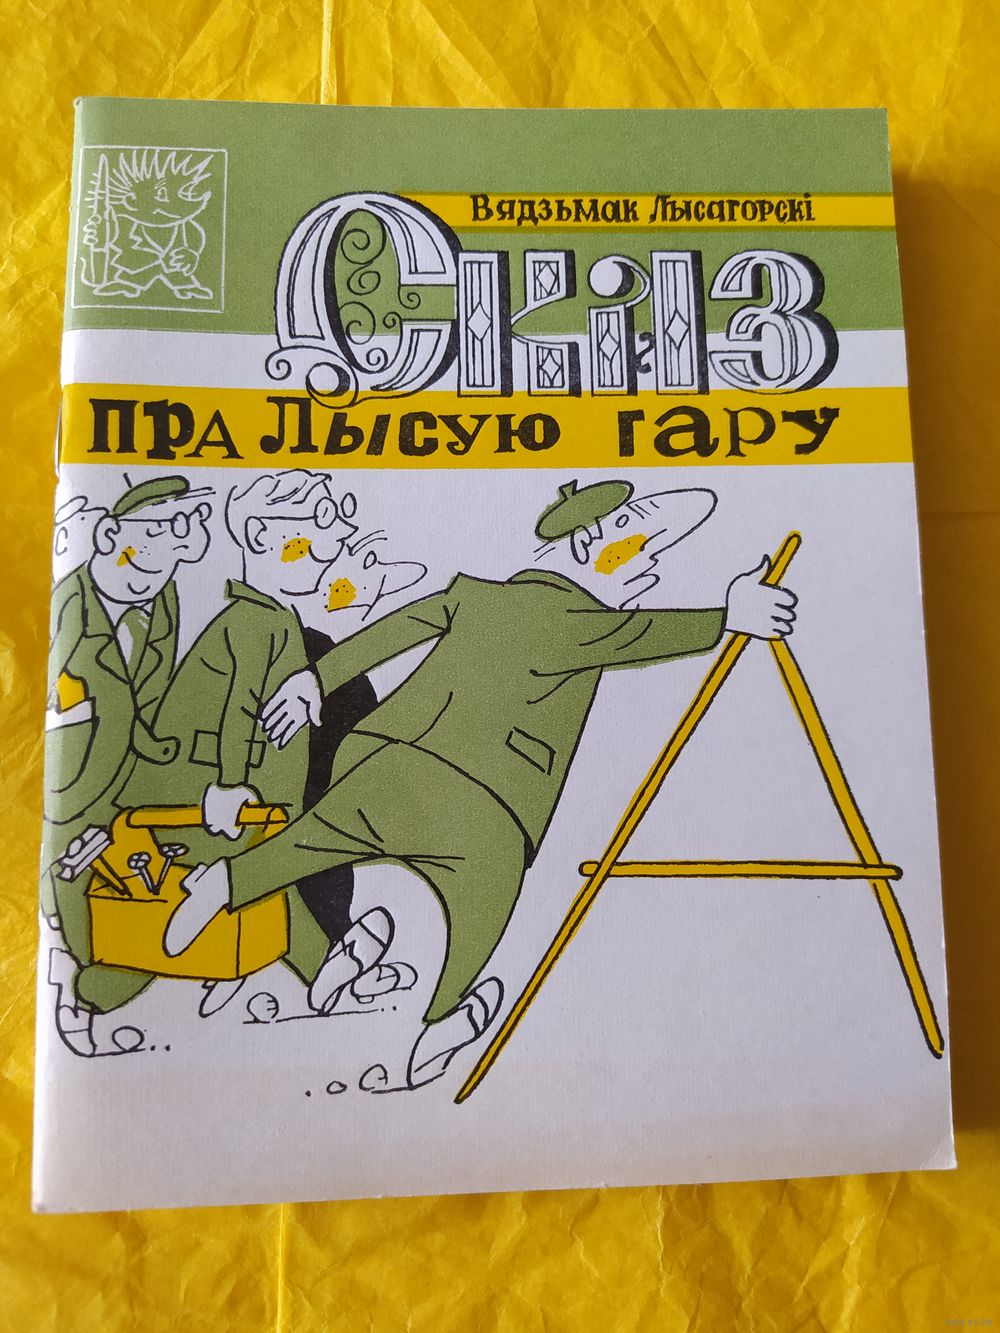 Вядзьмак Лысагорскі
Сказ
пра Лысую гару